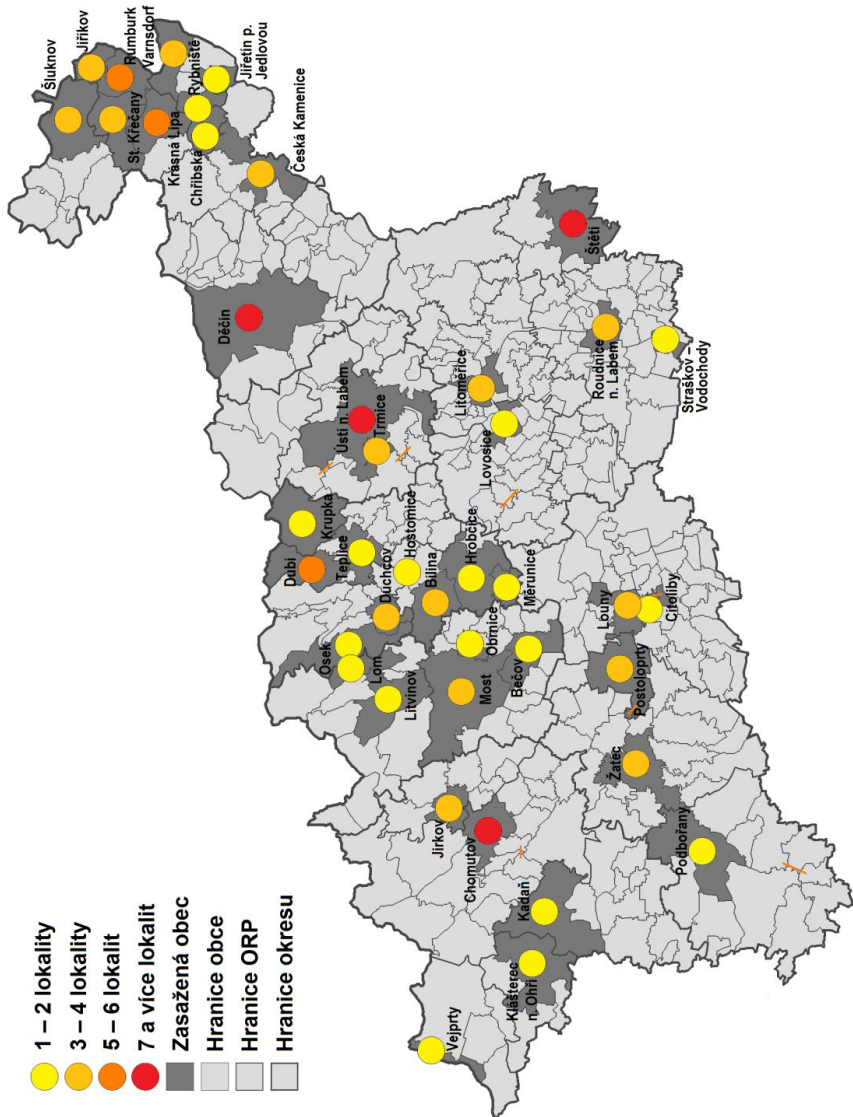 1 – 2 lokality
3 – 4 lokality
5 – 6 lokalit
7 a více lokalit
Zasažená obec
Hranice obce
Hranice ORP
Hranice okresu
Šluknov
Jiříkov
Rumburk
Varnsdorf
St. Křečany
Rybniště
Jiřetín p.
Jedlovou
Krásná Lípa
Chřibská
Česká Kamenice
Děčín
Štětí
Ústí n. Labem
Trmice
Litoměřice
Lovosice
Roudnice
n. Labem
Straškov –
Vodochody
Krupka
Dubí
Teplice
Hostomice
Duchcov
Bílina
Hrobčice
Měrunice
Osek
Lom
Litvínov
Obrnice
Most
Bečov
Louny
Cítoliby
Postoloprty
Žatec
Jirkov
Chomutov
Podbořany
Kadaň
Klášterec
n. Ohří
Vejprty